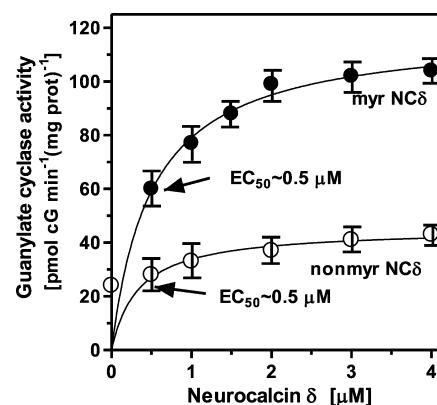 Guanylate cyclase activity
[pmol cG min⁻¹(mg prot)⁻¹]
120
100
80
60
40
20
0
myr NCδ
EC₅₀~0.5 μM
nonmyr NCδ
EC₅₀~0.5 μM
0 1 2 3 4
Neurocalcin δ [μM]